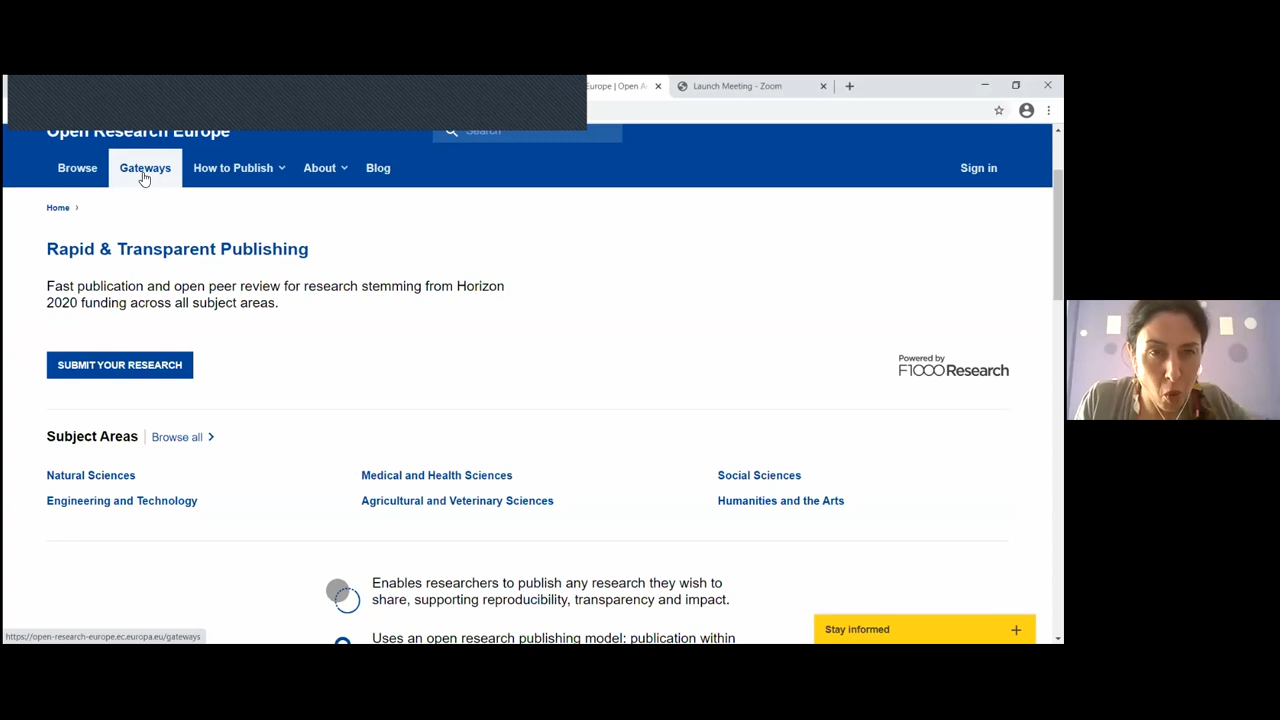 Europe | Open A
Launch Meeting - Zoom
Open Research Europe
Search
Browse
Gateways
How to Publish
About
Blog
Sign in
Home
Rapid & Transparent Publishing
Fast publication and open peer review for research stemming from Horizon
2020 funding across all subject areas.
SUBMIT YOUR RESEARCH
Powered by
F1000Research
Subject Areas
Browse all
Natural Sciences
Medical and Health Sciences
Social Sciences
Engineering and Technology
Agricultural and Veterinary Sciences
Humanities and the Arts
Enables researchers to publish any research they wish to
share, supporting reproducibility, transparency and impact.
Uses an open research publishing model: publication within
Stay informed
https://open-research-europe.ec.europa.eu/gateways